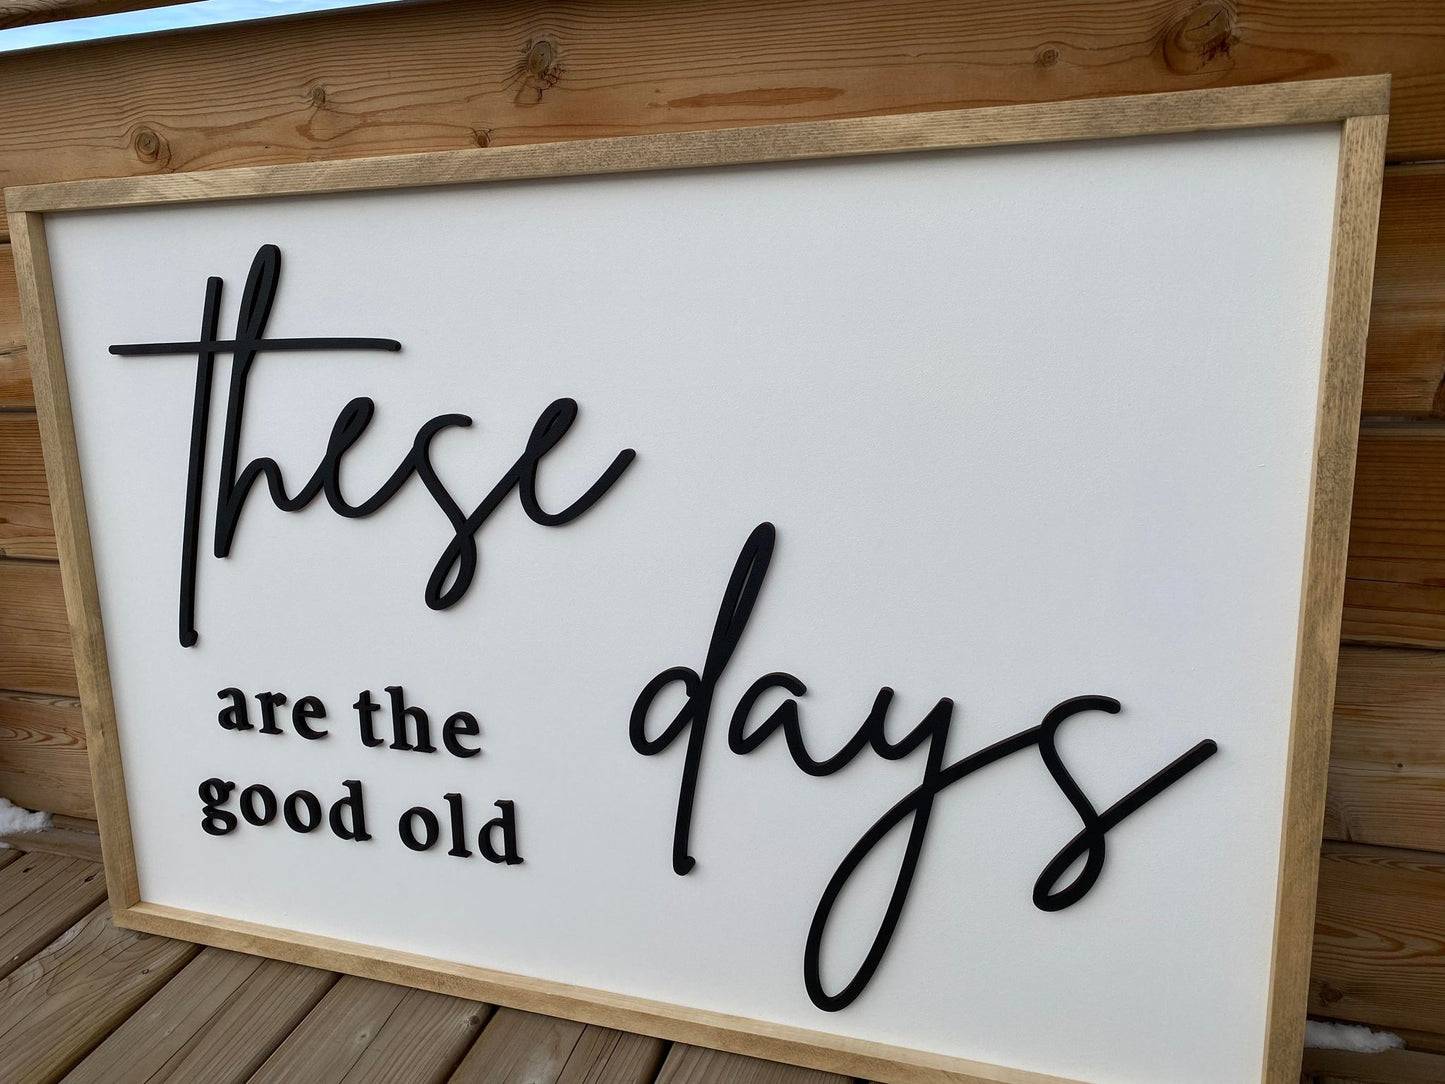 these
are the
good old
days